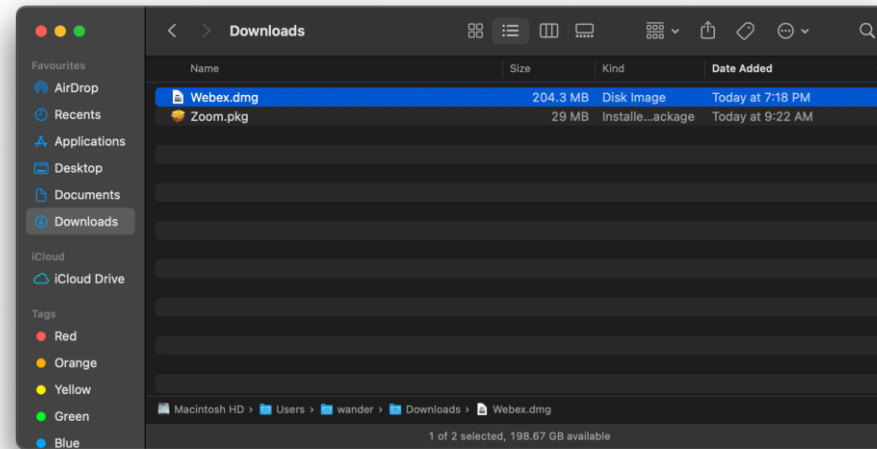 Downloads
Favourites
AirDrop
Recents
Applications
Desktop
Documents
Downloads
iCloud
iCloud Drive
Tags
Red
Orange
Yellow
Green
Blue
Name Size Kind Date Added
Webex.dmg 204.3 MB Disk Image Today at 7:18 PM
Zoom.pkg 29 MB Installe...ackage Today at 9:22 AM
Macintosh HD › Users › wander › Downloads › Webex.dmg
1 of 2 selected, 198.67 GB available